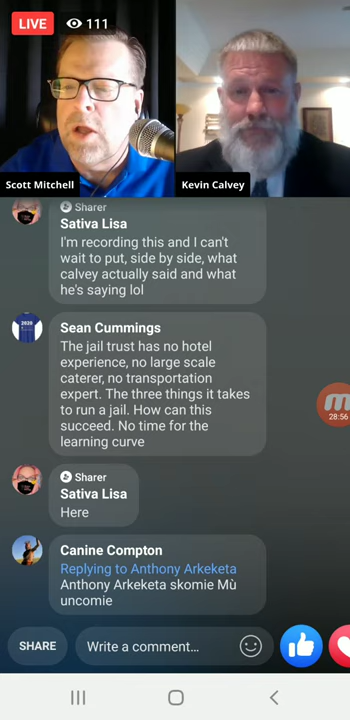 LIVE
111
Scott Mitchell
Kevin Calvey
Sharer
Sativa Lisa
I'm recording this and I can't
wait to put, side by side, what
calvey actually said and what
he's saying lol
2020
Sean Cummings
The jail trust has no hotel
experience, no large scale
caterer, no transportation
expert. The three things it takes
to run a jail. How can this
succeed. No time for the
learning curve
28:56
Sharer
Sativa Lisa
Here
Canine Compton
Replying to Anthony Arkeketa
Anthony Arkeketa skomie Mù
uncomie
SHARE
Write a comment...